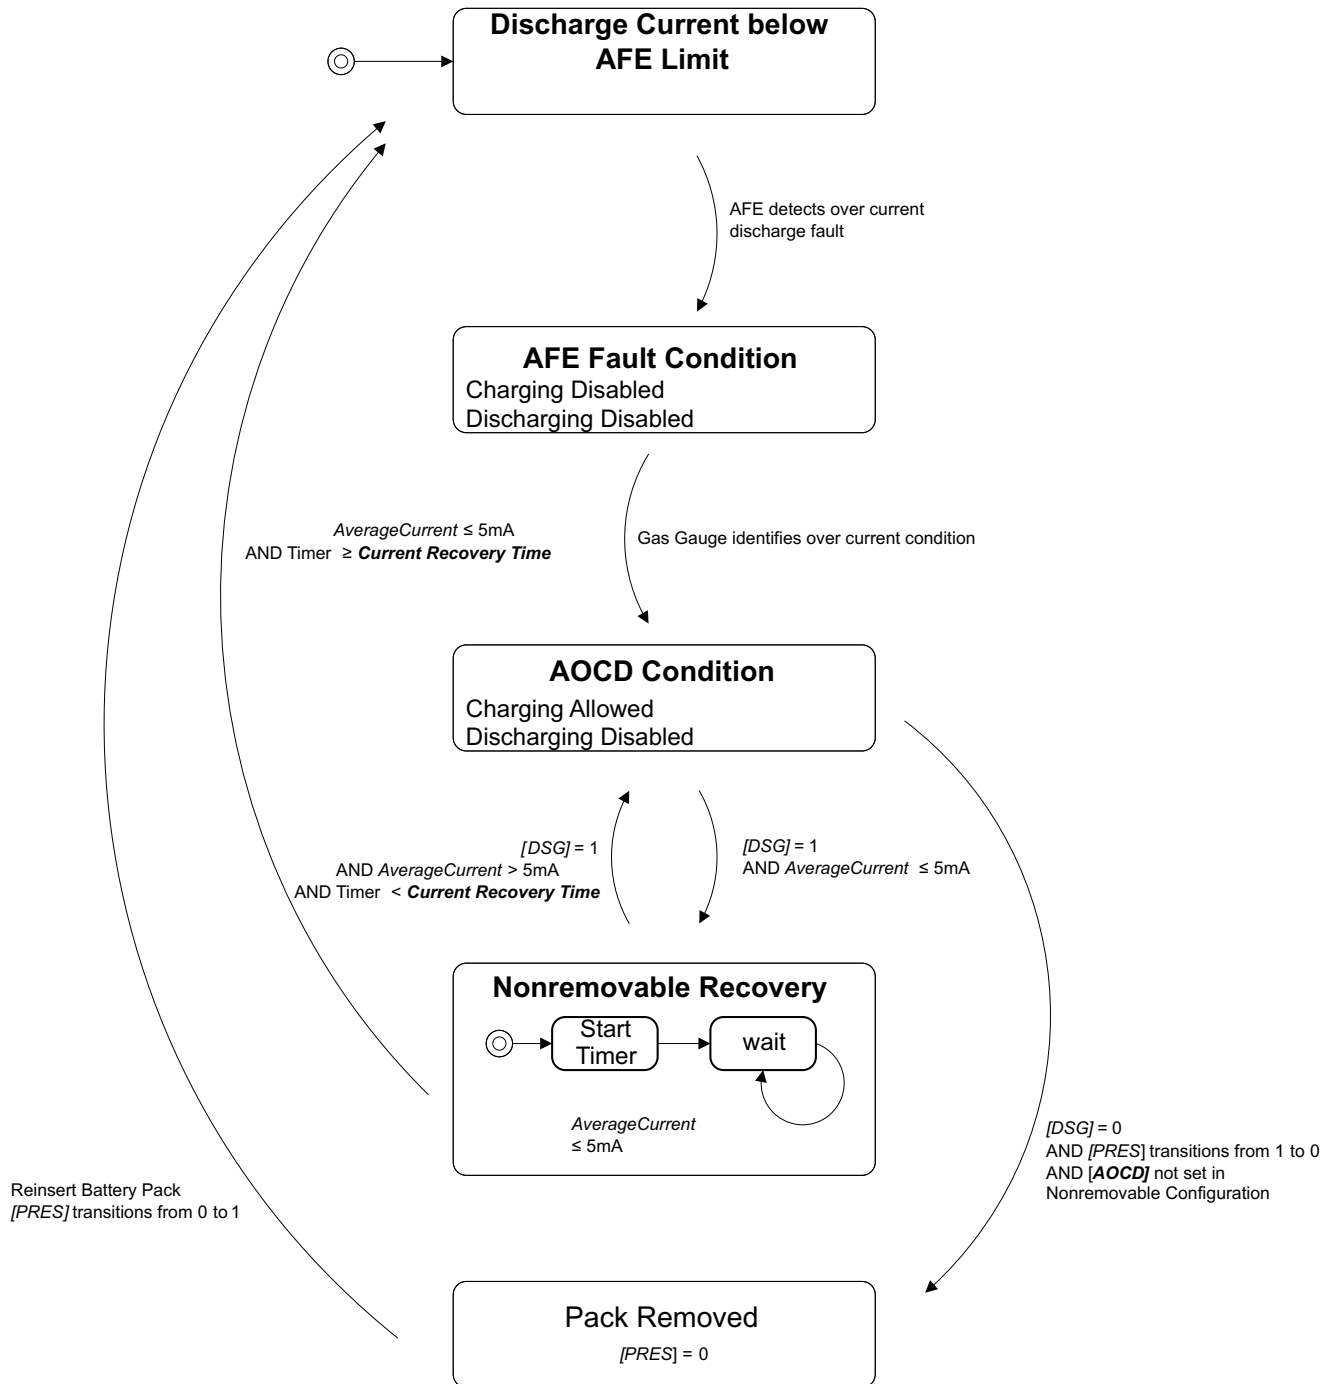 Discharge Current below
AFE Limit
AFE detects over current
discharge fault
AFE Fault Condition
Charging Disabled
Discharging Disabled
AverageCurrent ≤ 5mA
AND Timer ≥ Current Recovery Time
Gas Gauge identifies over current condition
AOCD Condition
Charging Allowed
Discharging Disabled
[DSG] = 1
AND AverageCurrent > 5mA
AND Timer < Current Recovery Time
[DSG] = 1
AND AverageCurrent ≤ 5mA
Nonremovable Recovery
Start
Timer
wait
AverageCurrent
≤ 5mA
[DSG] = 0
AND [PRES] transitions from 1 to 0
AND [AOCD] not set in
Nonremovable Configuration
Reinsert Battery Pack
[PRES] transitions from 0 to 1
Pack Removed
[PRES] = 0